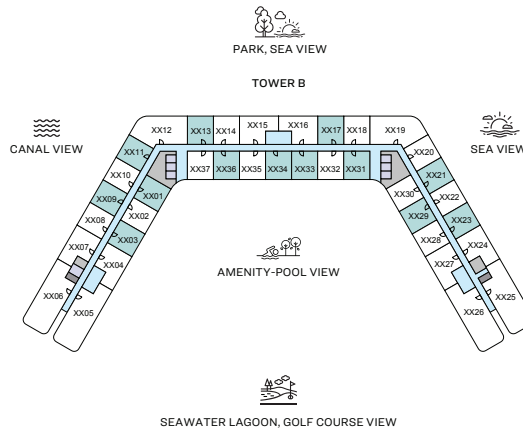 PARK, SEA VIEW
TOWER B
CANAL VIEW
SEA VIEW
XX12
XX13
XX14
XX15
XX16
XX17
XX18
XX19
XX11
XX20
XX10
XX37
XX36
XX35
XX34
XX33
XX32
XX31
XX21
XX09
XX01
XX30
XX22
XX08
XX02
XX29
XX23
XX07
XX03
XX28
XX24
XX06
XX04
XX27
XX25
XX05
XX26
AMENITY-POOL VIEW
SEAWATER LAGOON, GOLF COURSE VIEW